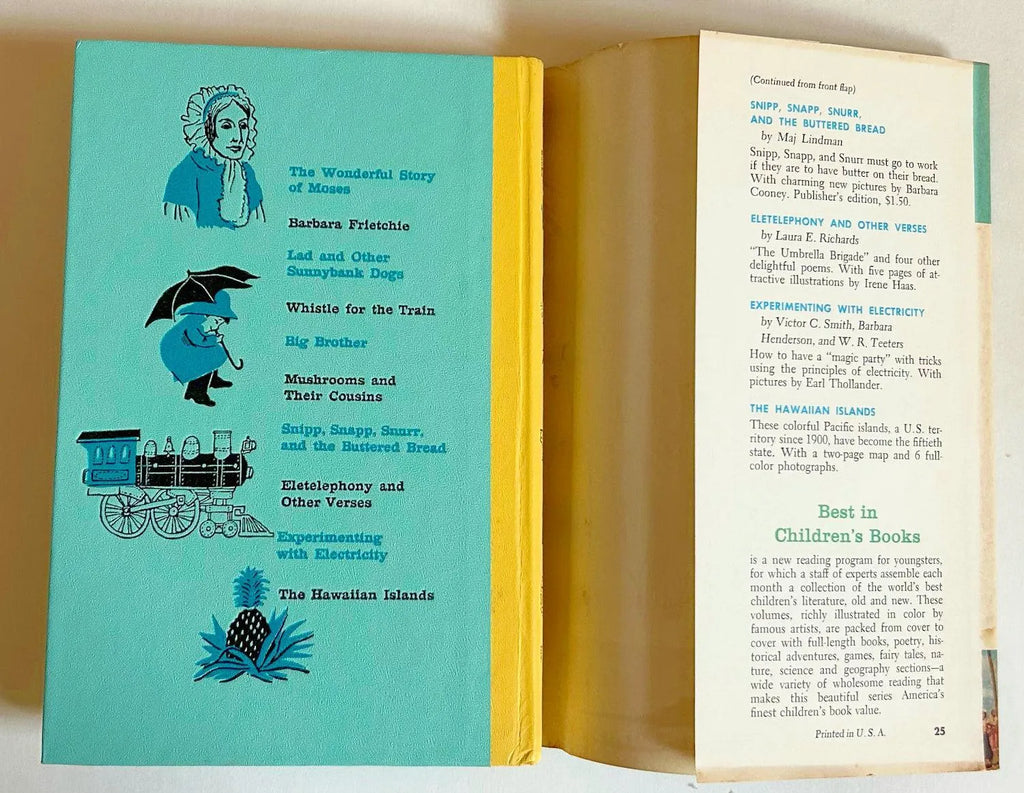 The Wonderful Story
of Moses
Barbara Frietchie
Lad and Other
Sunnybank Dogs
Whistle for the Train
Big Brother
Mushrooms and
Their Cousins
Snipp, Snapp, Snurr,
and the Buttered Bread
Eletelephony and
Other Verses
Experimenting
with Electricity
The Hawaiian Islands
(Continued from front flap)
SNIPP, SNAPP, SNURR,
AND THE BUTTERED BREAD
by Maj Lindman
Snipp, Snapp, and Snurr must go to work
if they are to have butter on their bread.
With charming new pictures by Barbara
Cooney. Publisher's edition, $1.50.
ELETELEPHONY AND OTHER VERSES
by Laura E. Richards
"The Umbrella Brigade" and four other
delightful poems. With five pages of at-
tractive illustrations by Irene Haas.
EXPERIMENTING WITH ELECTRICITY
by Victor C. Smith, Barbara
Henderson, and W. R. Teeters
How to have a "magic party" with tricks
using the principles of electricity. With
pictures by Earl Thollander.
THE HAWAIIAN ISLANDS
These colorful Pacific islands, a U.S. ter-
ritory since 1900, have become the fiftieth
state. With a two-page map and 6 full-
color photographs.
Best in
Children's Books
is a new reading program for youngsters,
for which a staff of experts assemble each
month a collection of the world's best
children's literature, old and new. These
volumes, richly illustrated in color by
famous artists, are packed from cover to
cover with full-length books, poetry, his-
torical adventures, games, fairy tales, na-
ture, science and geography sections—a
wide variety of wholesome reading that
makes this beautiful series America's
finest children's book value.
Printed in U. S. A. 25